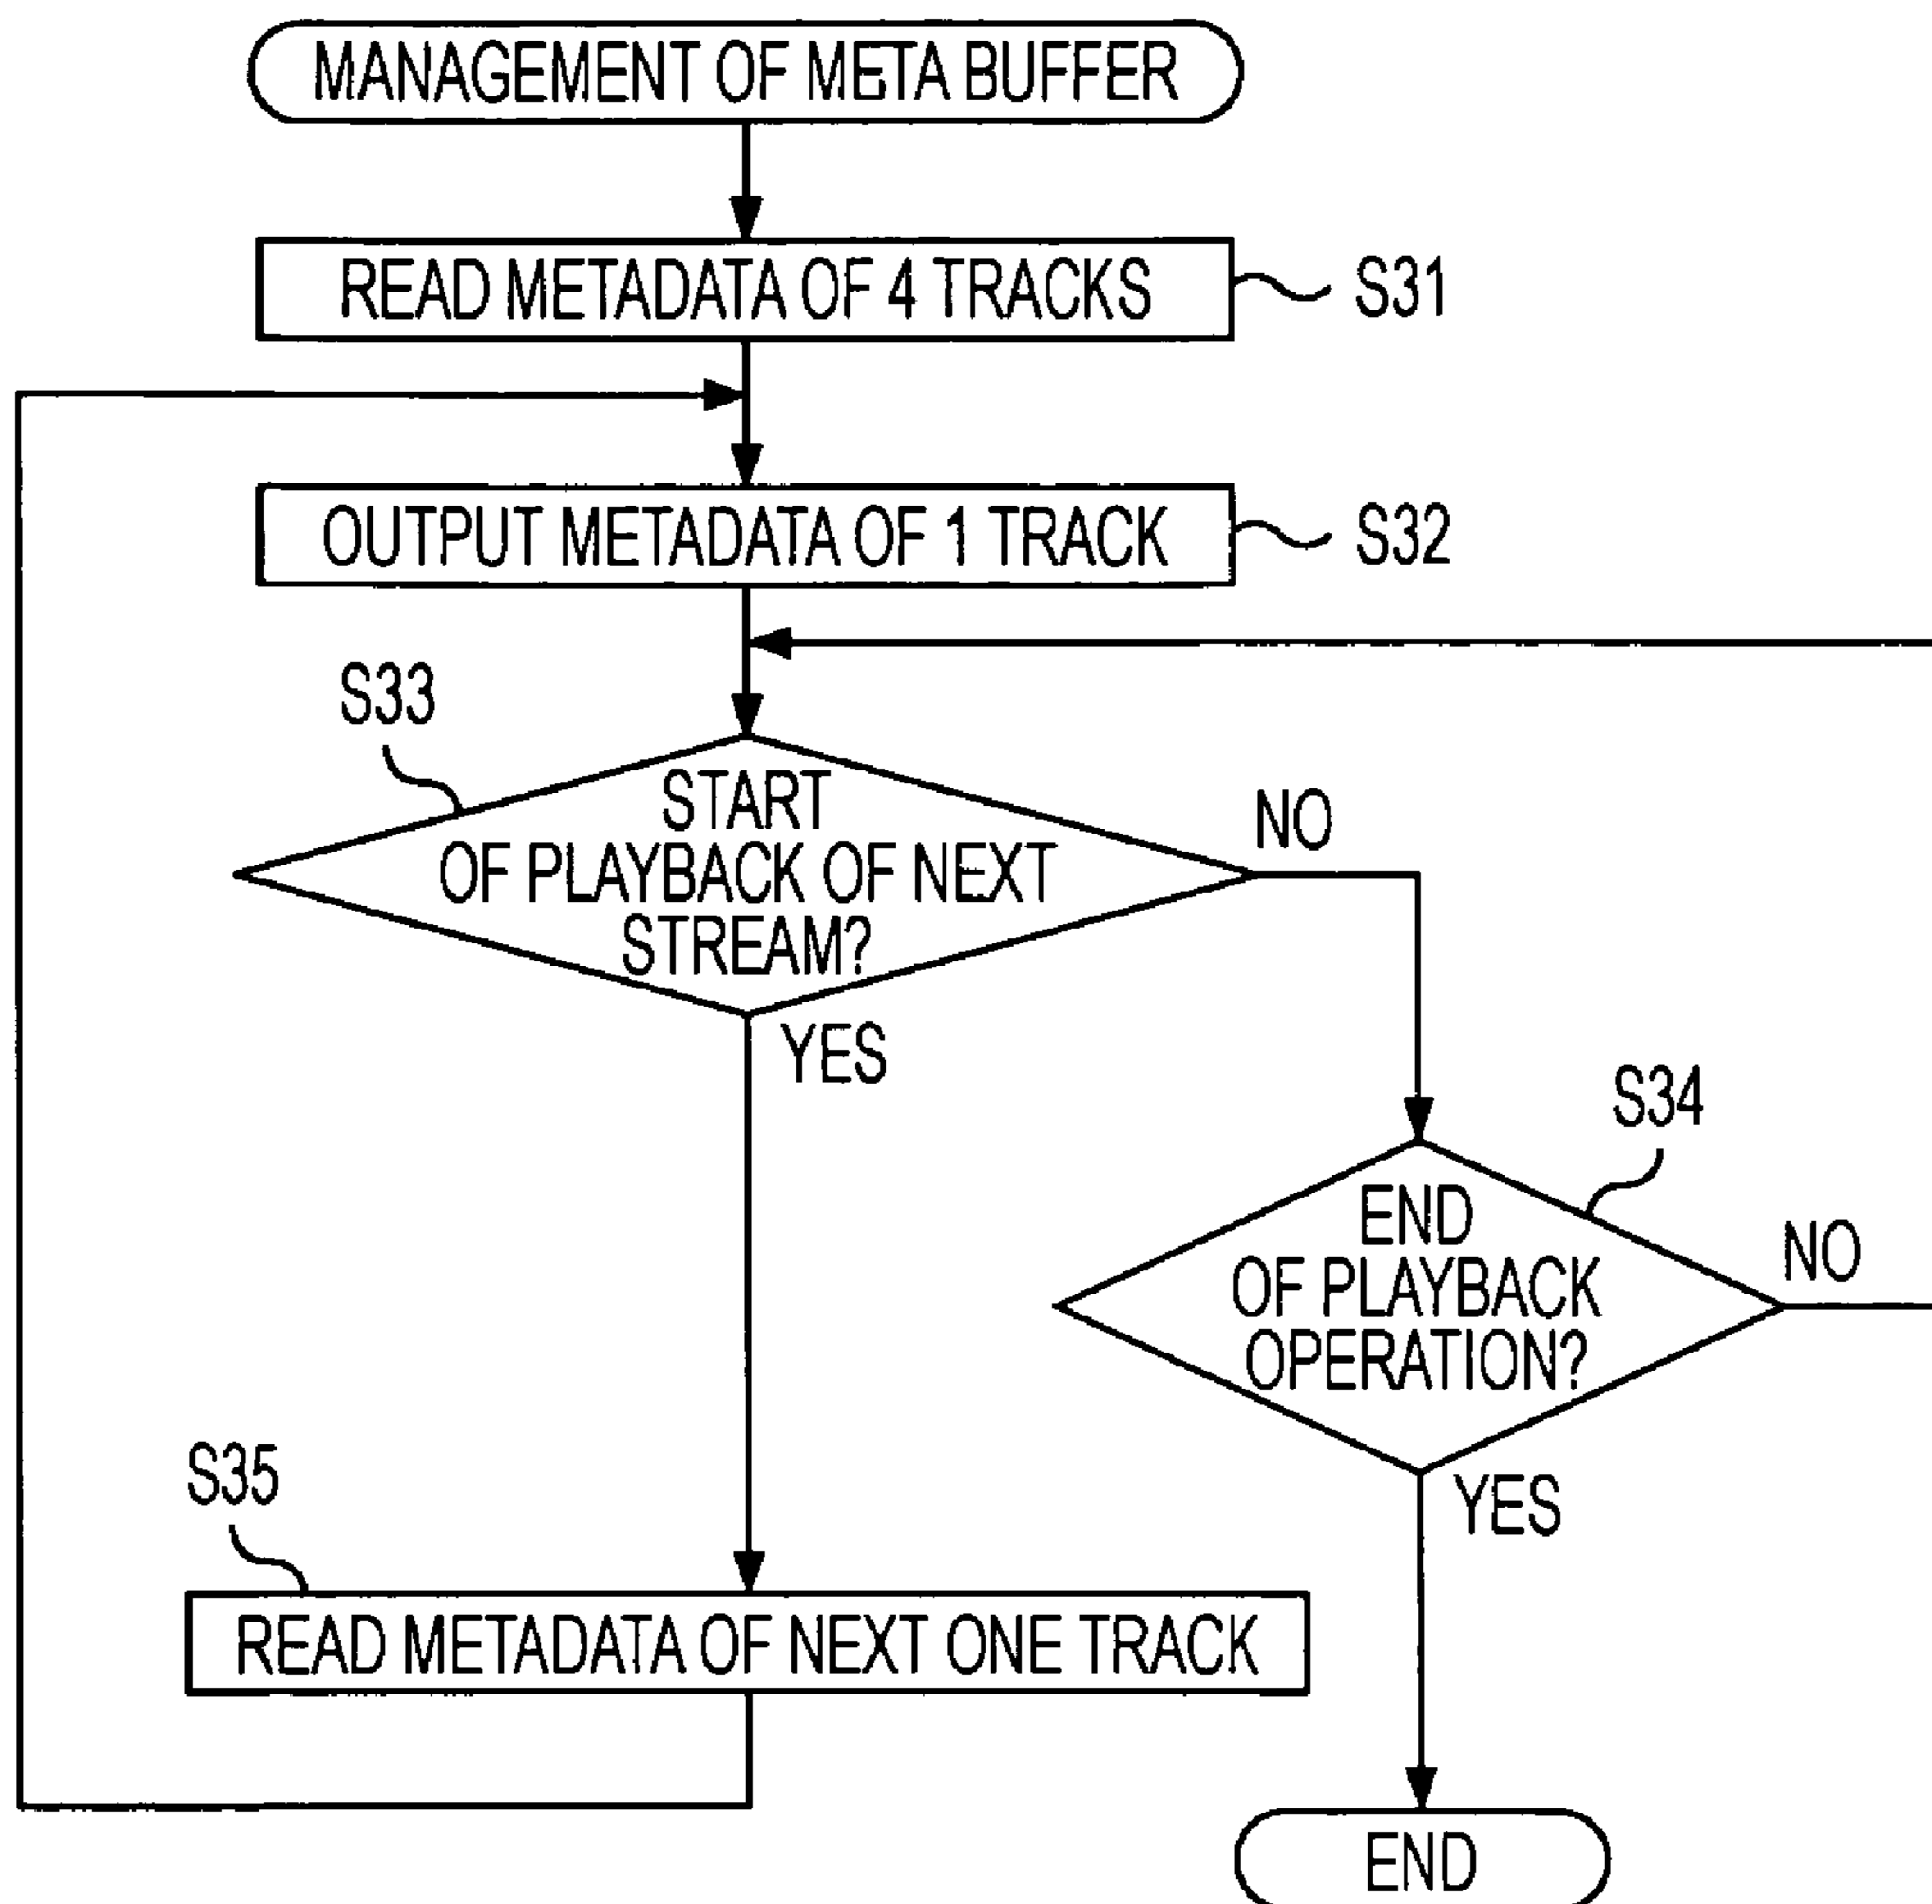 MANAGEMENT OF META BUFFER
READ METADATA OF 4 TRACKS
S31
OUTPUT METADATA OF 1 TRACK
S32
S33
START
OF PLAYBACK OF NEXT
STREAM?
NO
YES
S34
END
OF PLAYBACK
OPERATION?
NO
YES
S35
READ METADATA OF NEXT ONE TRACK
END